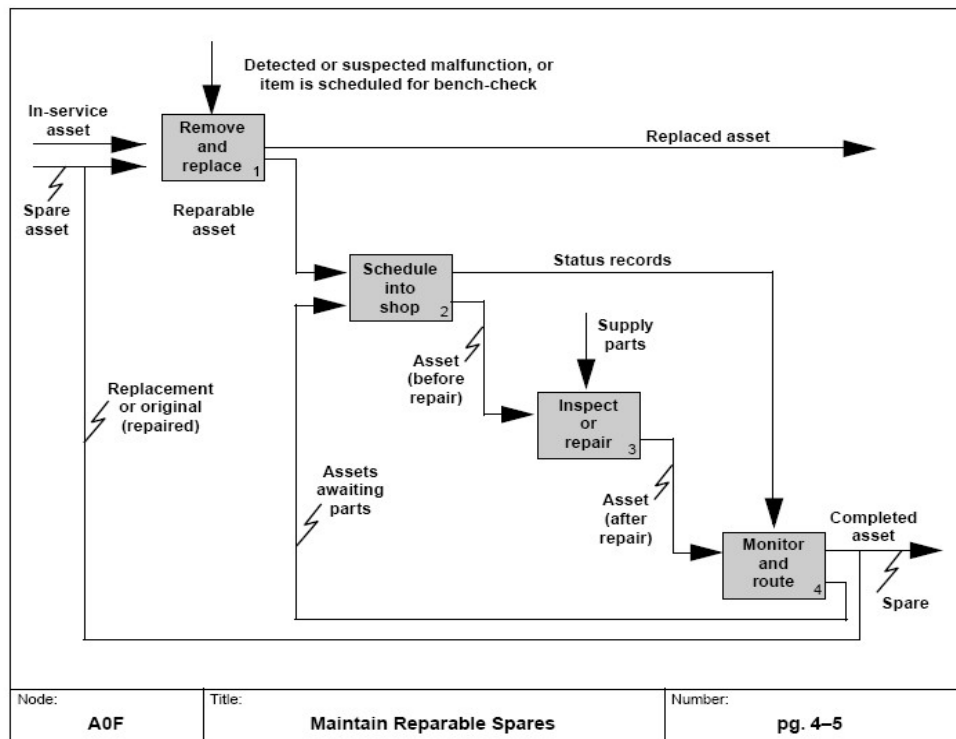 Detected or suspected malfunction, or
item is scheduled for bench-check
In-service
asset
Remove
and
replace
1
Replaced asset
Spare
asset
Reparable
asset
Schedule
into
shop
2
Status records
Supply
parts
Asset
(before
repair)
Replacement
or original
(repaired)
Inspect
or
repair
3
Assets
awaiting
parts
Asset
(after
repair)
Monitor
and
route
4
Completed
asset
Spare
Node:
A0F
Title:
Maintain Reparable Spares
Number:
pg. 4–5